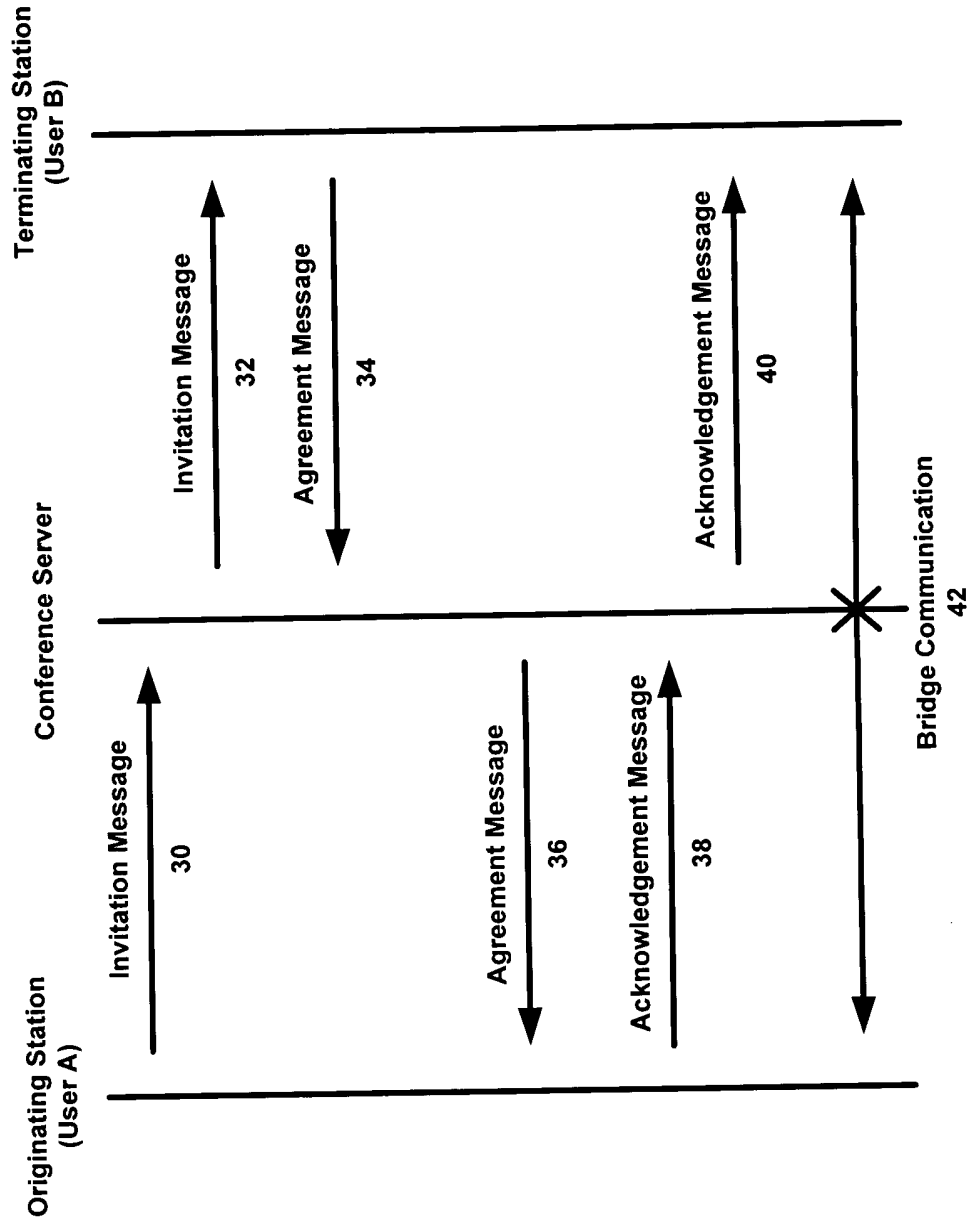 Originating Station
(User A)
Conference Server
Terminating Station
(User B)
Invitation Message
30
Invitation Message
32
Agreement Message
34
Agreement Message
36
Acknowledgement Message
38
Acknowledgement Message
40
Bridge Communication
42